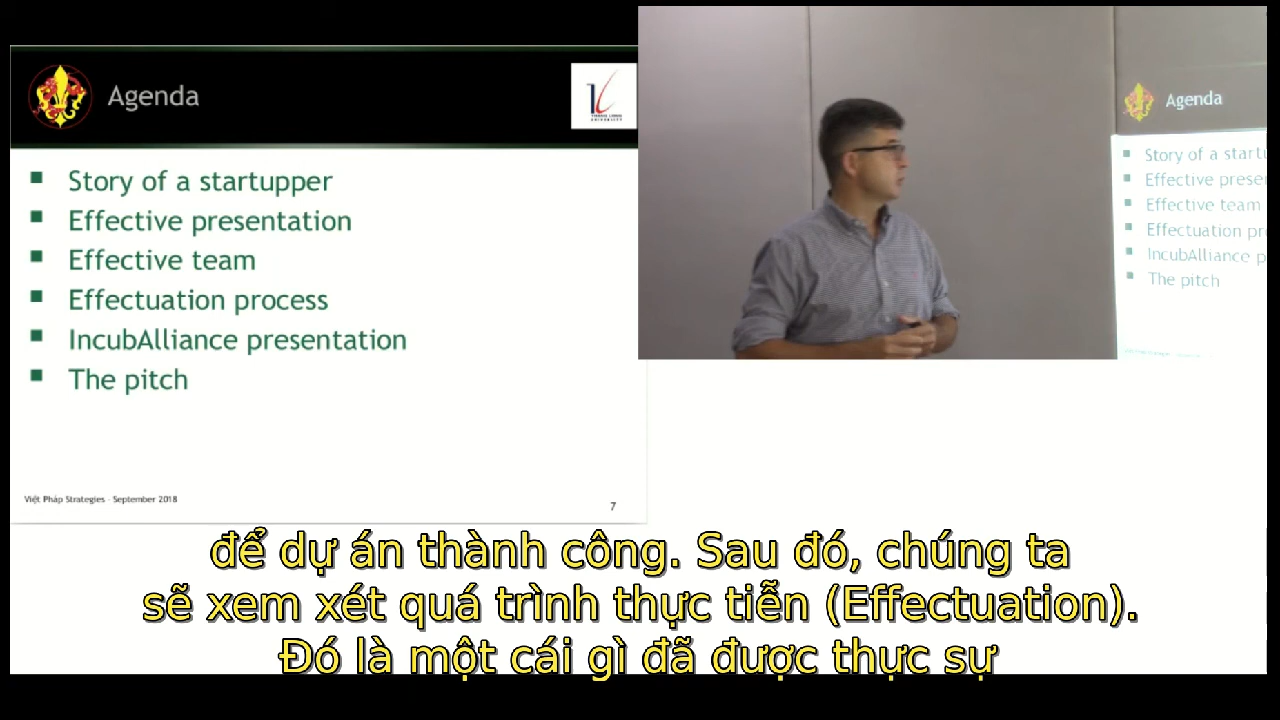 Agenda
THANG LONG
UNIVERSITY
Story of a startupper
Effective presentation
Effective team
Effectuation process
IncubAlliance presentation
The pitch
Việt Pháp Strategies - September 2018
7
Agenda
Story of a startu
Effective prese
Effective team
Effectuation pr
IncubAlliance p
The pitch
để dự án thành công. Sau đó, chúng ta
sẽ xem xét quá trình thực tiễn (Effectuation).
Đó là một cái gì đã được thực sự